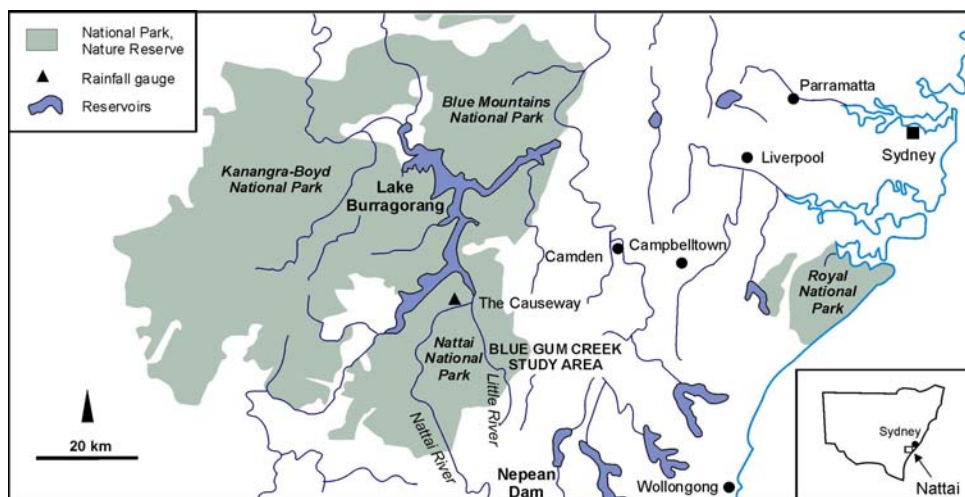 National Park,
Nature Reserve
Rainfall gauge
Reservoirs
Blue Mountains
National Park
Parramatta
Sydney
Liverpool
Kanangra-Boyd
National Park
Lake
Burragorang
Camden
Campbelltown
Royal
National
Park
The Causeway
Nattai
National
Park
BLUE GUM CREEK
STUDY AREA
Little River
Nattai River
20 km
Nepean
Dam
Wollongong
Sydney
Nattai